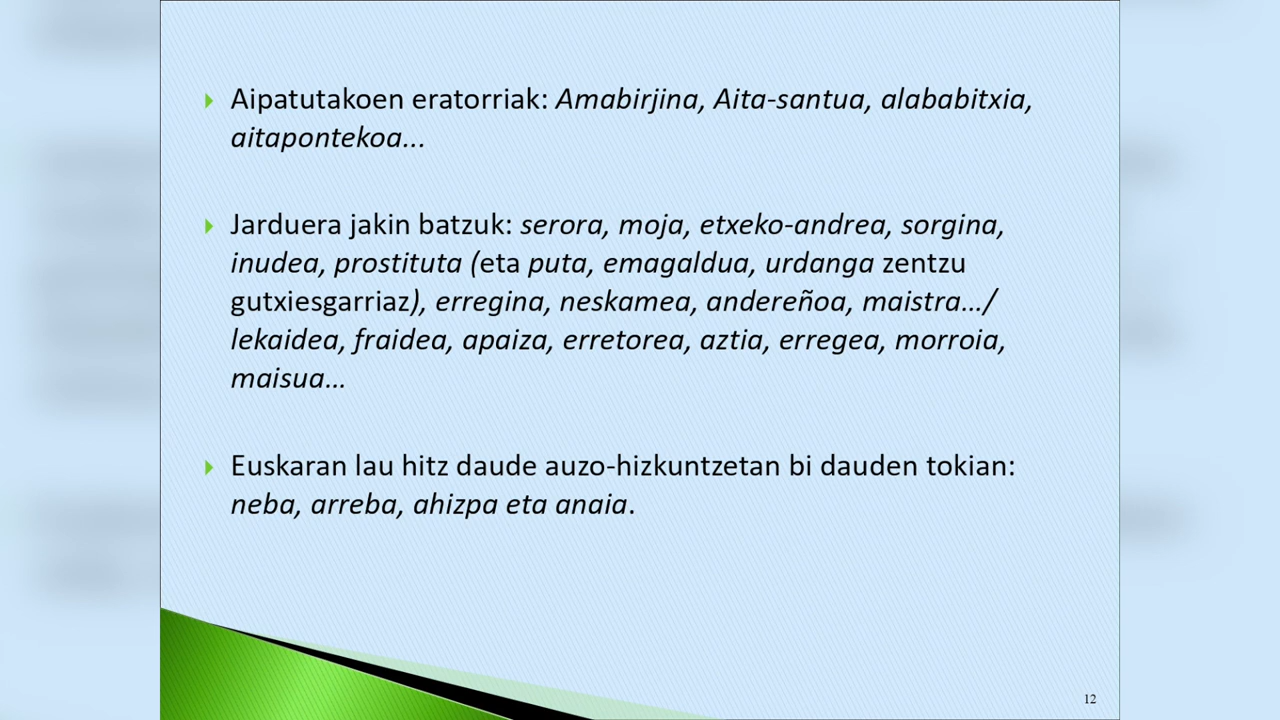 Aipatutakoen eratorriak: Amabirjina, Aita-santua, alababitxia,
aitapontekoa...
Jarduera jakin batzuk: serora, moja, etxeko-andrea, sorgina,
inudea, prostituta (eta puta, emagaldua, urdanga zentzu
gutxiesgarriaz), erregina, neskamea, andereñoa, maistra.../
lekaidea, fraidea, apaiza, erretorea, aztia, erregea, morroia,
maisua...
Euskaran lau hitz daude auzo-hizkuntzetan bi dauden tokian:
neba, arreba, ahizpa eta anaia.
12